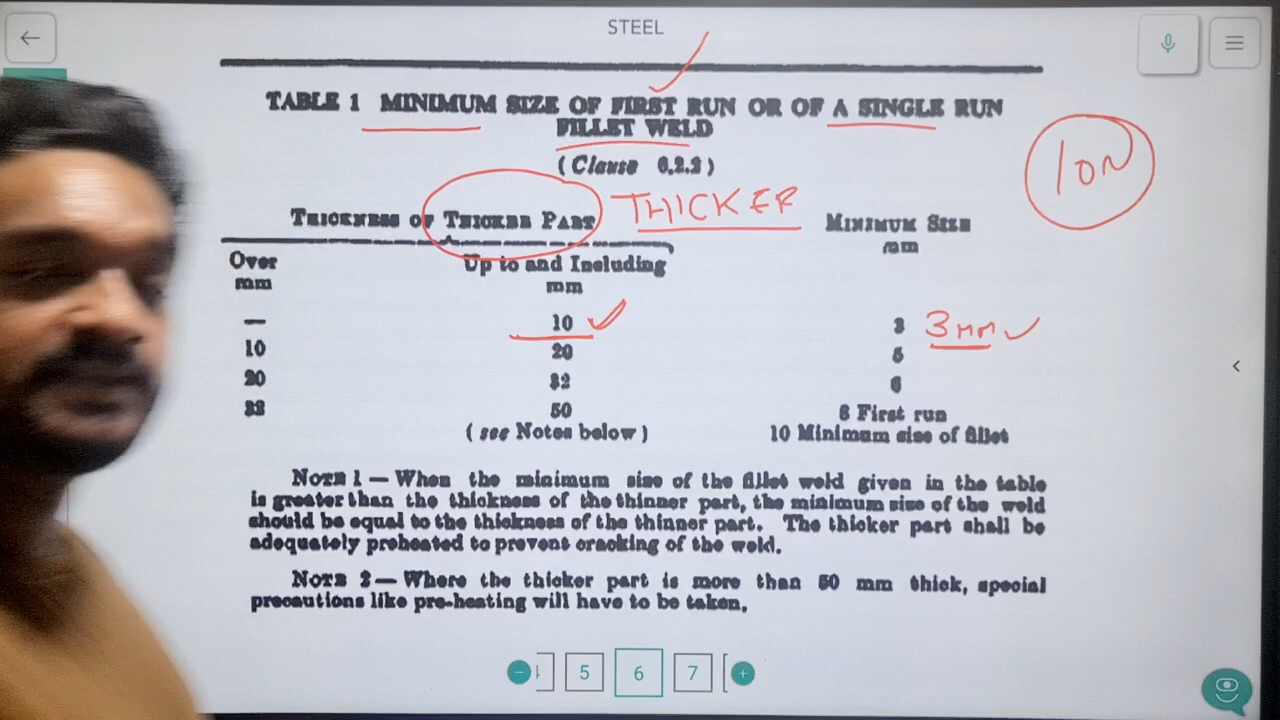 STEEL
TABLE 1 MINIMUM SIZE OF FIRST RUN OR OF A SINGLE RUN
FILLET WELD
( Clause 6.2.2 )
THICKNESS OF THICKER PART
THICKER
MINIMUM SIZE
mm
10N
Over
mm
Up to and Including
mm
— 10 3 3mm
10 20 5
20 32 6
32 50 8 First run
( see Notes below ) 10 Minimum size of fillet
NOTE 1 — When the minimum size of the fillet weld given in the table
is greater than the thickness of the thinner part, the minimum size of the weld
should be equal to the thickness of the thinner part. The thicker part shall be
adequately preheated to prevent cracking of the weld.
NOTE 2 — Where the thicker part is more than 50 mm thick, special
precautions like pre-heating will have to be taken.
5 6 7